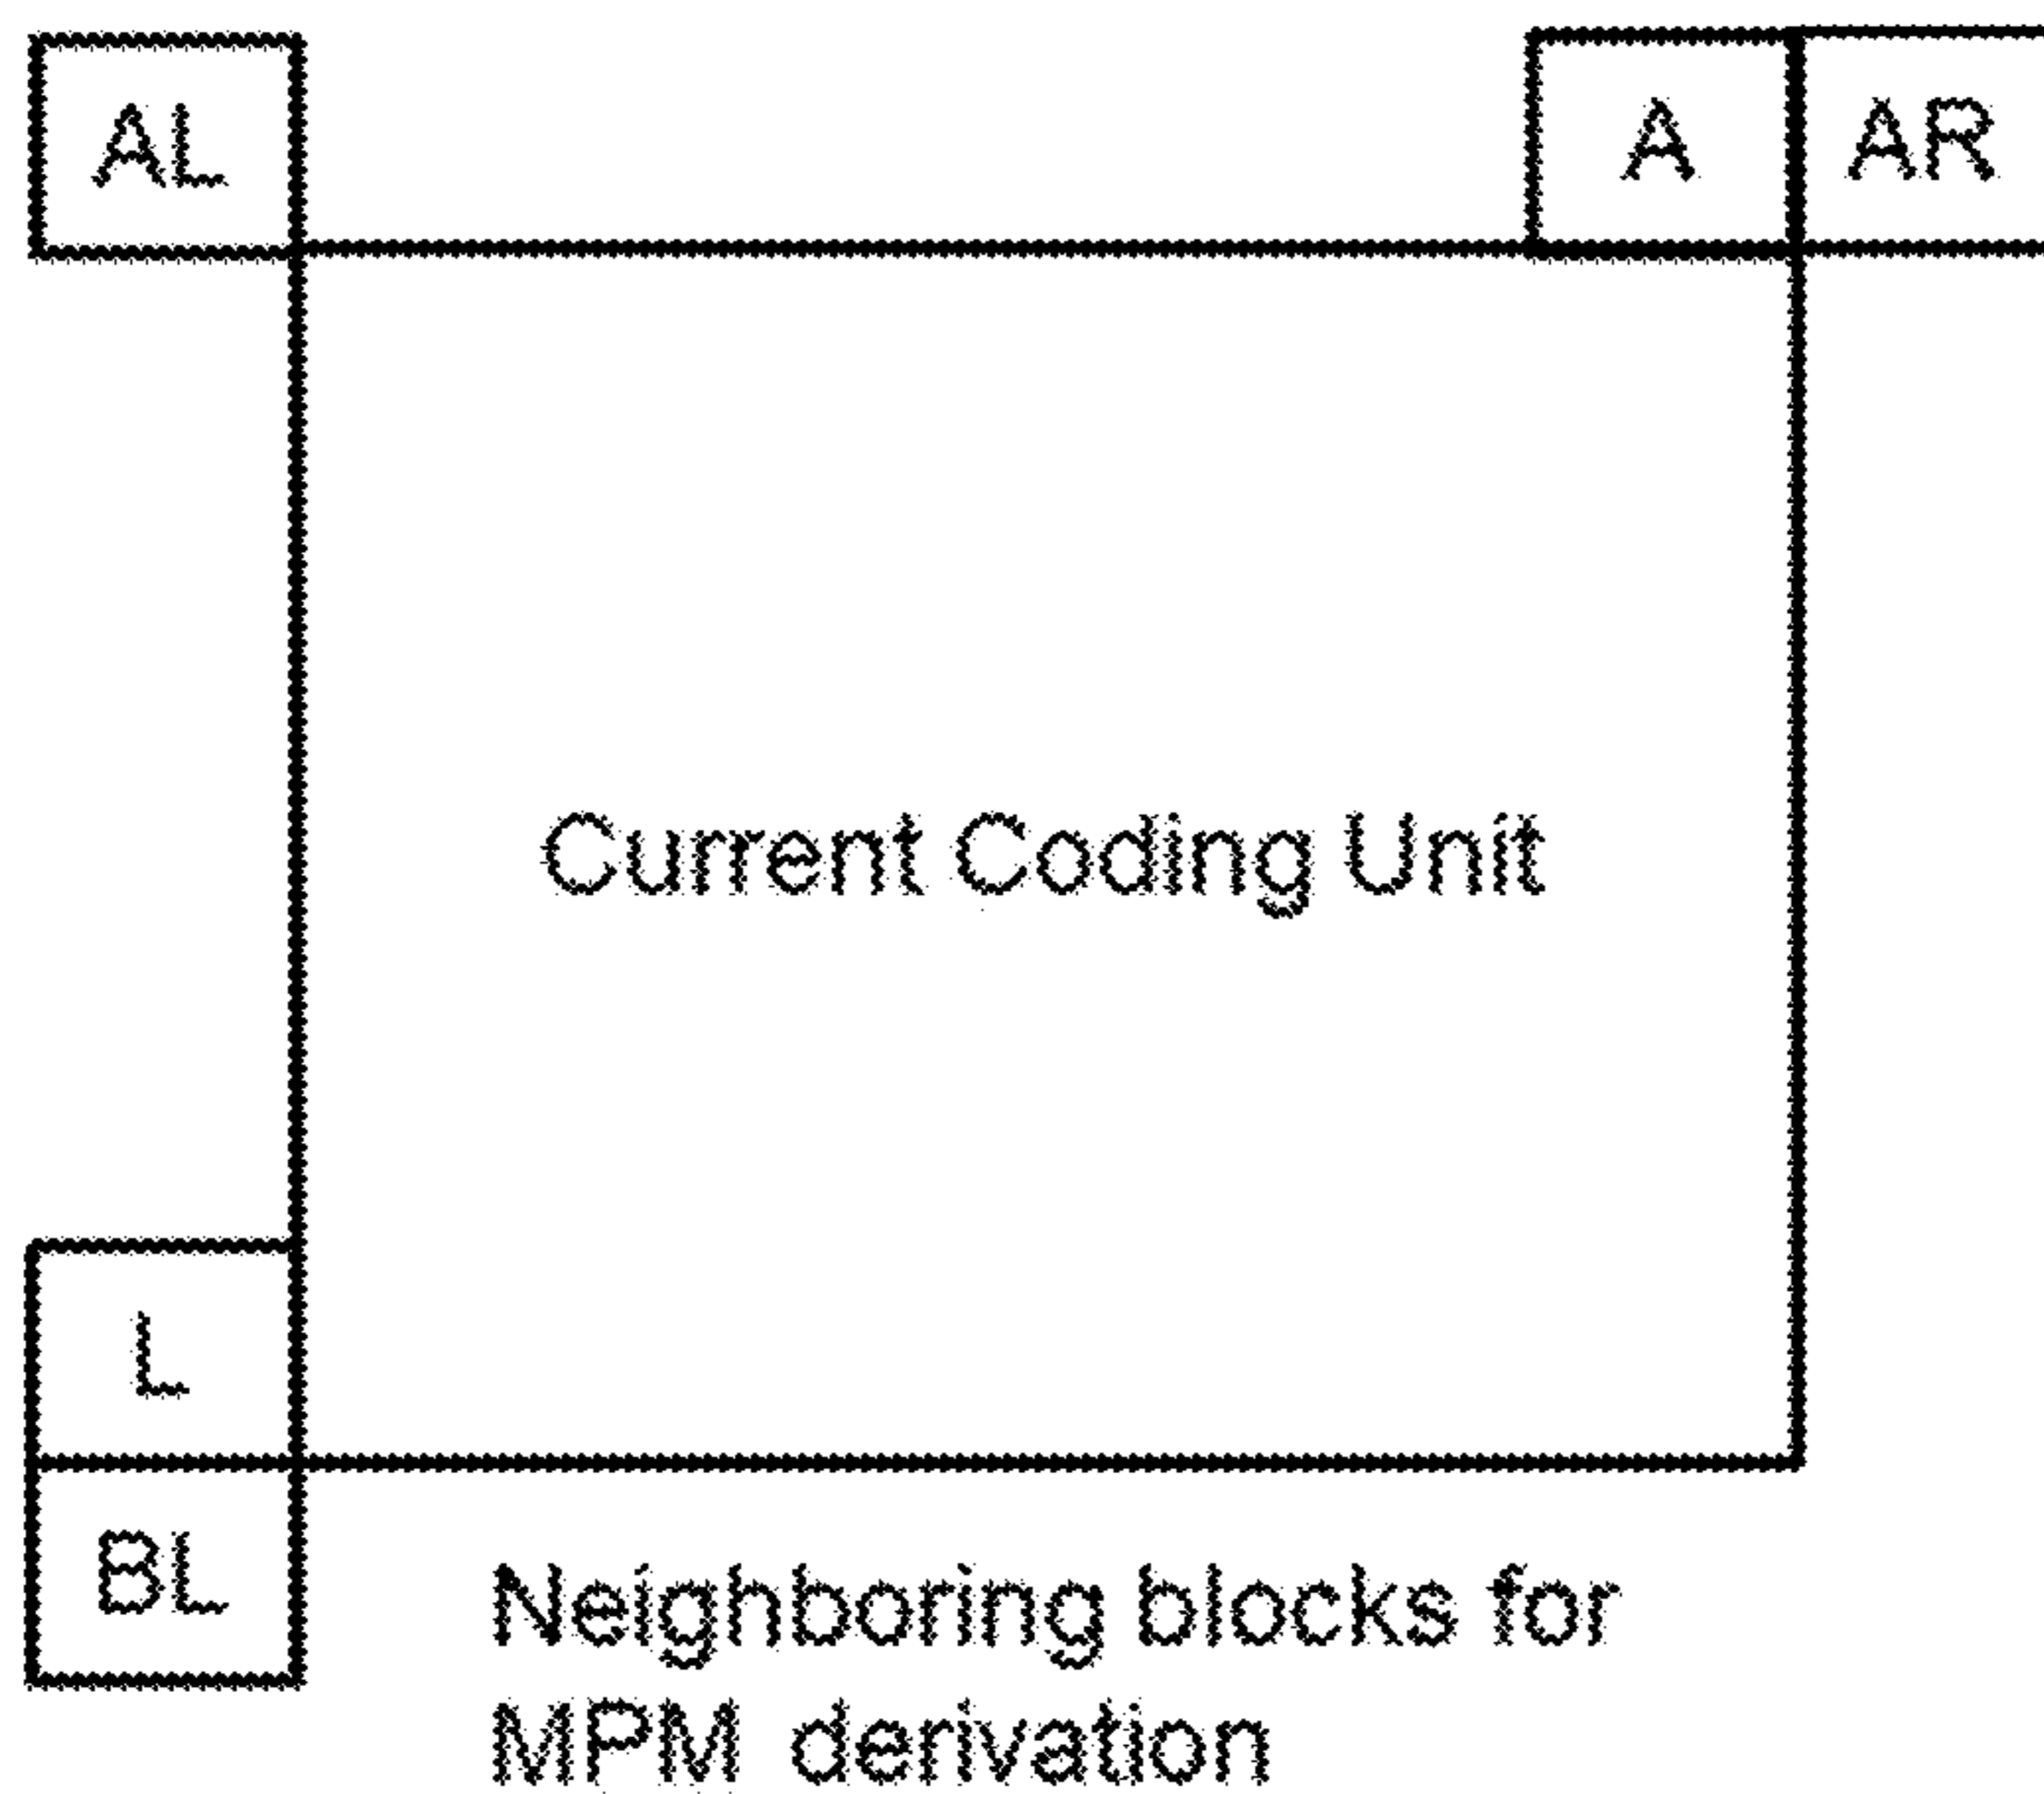 AL
A
AR
Current Coding Unit
L
BL
Neighboring blocks for
MPM derivation